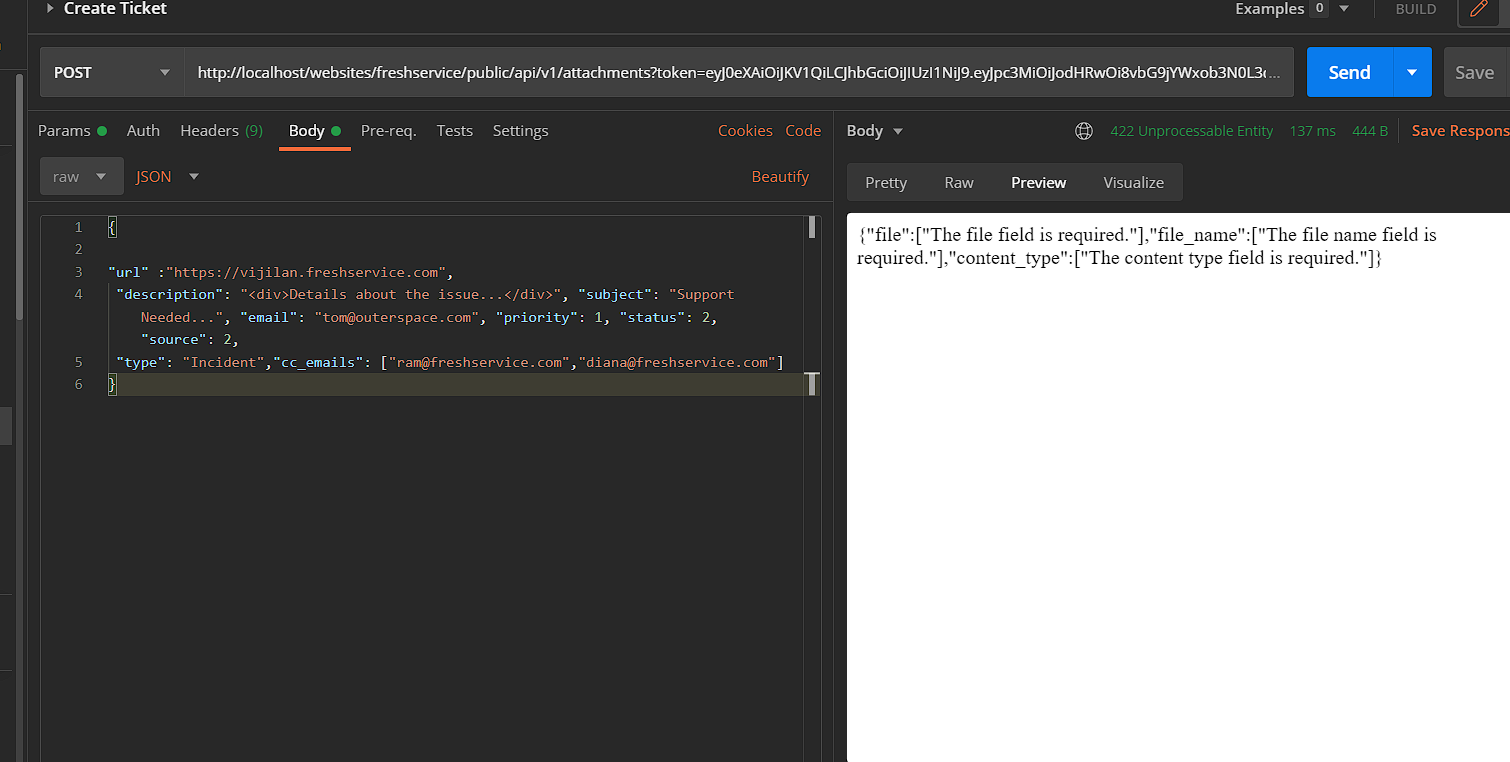 Create Ticket
Examples 0
BUILD
POST
http://localhost/websites/freshservice/public/api/v1/attachments?token=eyJ0eXAiOiJKV1QiLCJhbGciOiJIUzI1NiJ9.eyJpc3MiOiJodHRwOi8vbG9jYWxob3N0L3...
Send
Save
Params
Auth
Headers (9)
Body
Pre-req.
Tests
Settings
Cookies
Code
Body
422 Unprocessable Entity
137 ms
444 B
Save Respons
raw
JSON
Beautify
Pretty
Raw
Preview
Visualize
1 {
2
3 "url" :"https://vijilan.freshservice.com",
4 "description": "<div>Details about the issue...</div>", "subject": "Support
Needed...", "email": "tom@outerspace.com", "priority": 1, "status": 2,
"source": 2,
5 "type": "Incident","cc_emails": ["ram@freshservice.com","diana@freshservice.com"]
6 }
{"file":["The file field is required."],"file_name":["The file name field is
required."],"content_type":["The content type field is required."]}